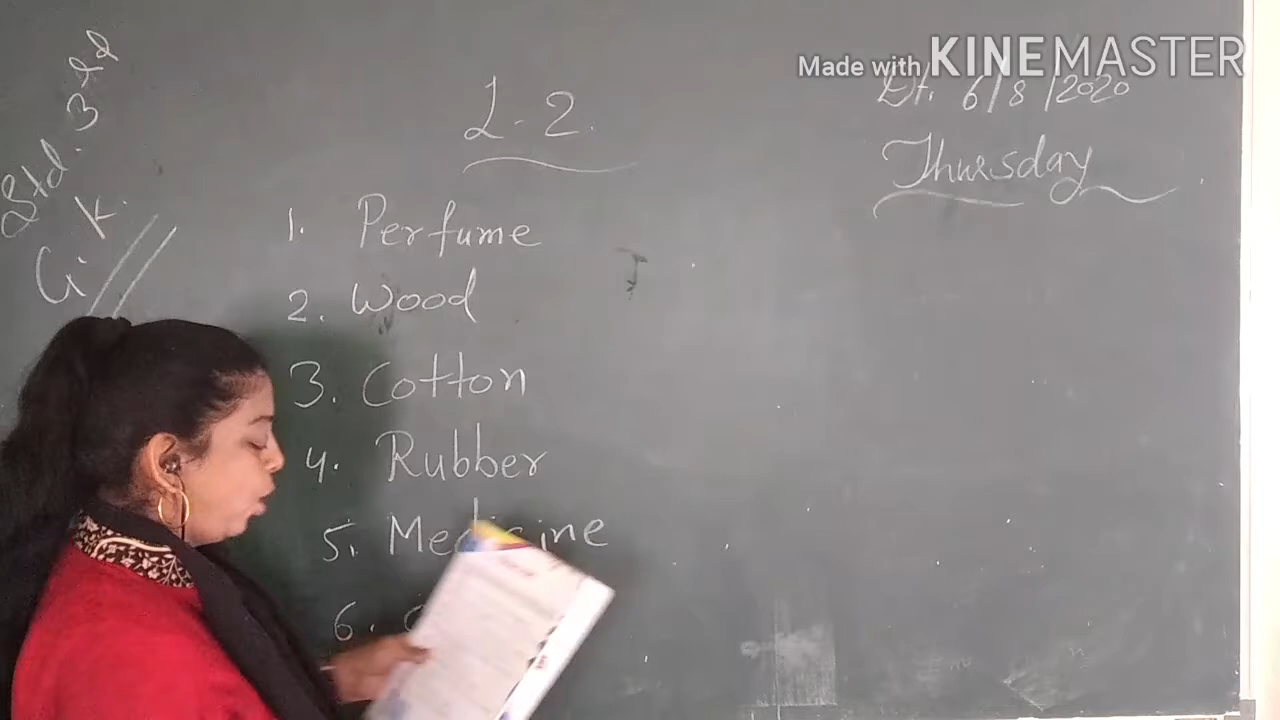 Made with KINEMASTER
Std. 3rd
G.K.
L-2.
Dt. 6/8/2020
Thursday
1. Perfume
2. Wood
3. Cotton
4. Rubber
5. Medicine
6.